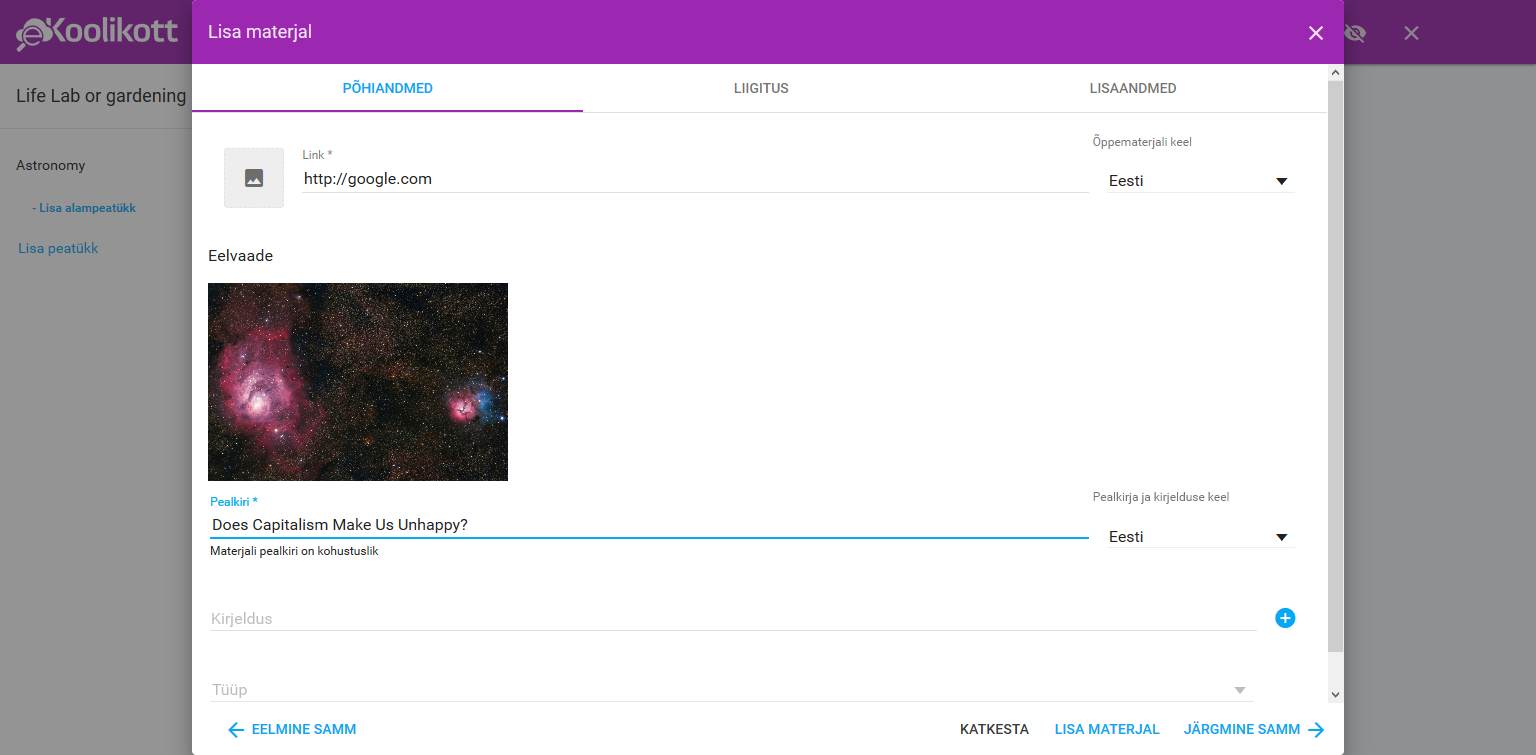 eKoolikott
Lisa materjal
Life Lab or gardening
Astronomy
- Lisa alampeatükk
Lisa peatükk
PÕHIANDMED
LIIGITUS
LISAANDMED
Link *
http://google.com
Õppematerjali keel
Eesti
Eelvaade
Pealkiri *
Does Capitalism Make Us Unhappy?
Materjali pealkiri on kohustuslik
Pealkirja ja kirjelduse keel
Eesti
Kirjeldus
Tüüp
EELMINE SAMM
KATKESTA
LISA MATERJAL
JÄRGMINE SAMM